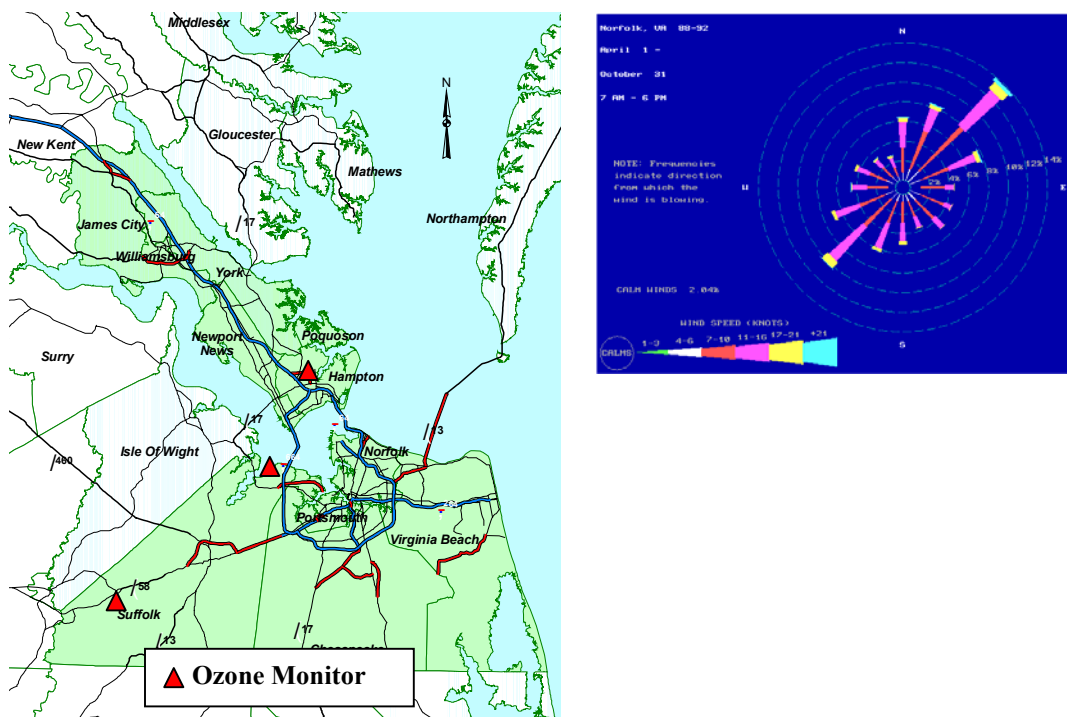 Middlesex
N
New Kent
Gloucester
Mathews
James City
17
Northampton
Williamsburg
York
Newport
News
Poquoson
Surry
Hampton
17
13
460
Isle Of Wight
Norfolk
Portsmouth
Virginia Beach
58
Suffolk
17
13
Ozone Monitor
Norfolk, VA 88-92
April 1 -
October 31
7 AM - 6 PM
N
NOTE: Frequencies
indicate direction
from which the
wind is blowing.
W
E
2% 4% 6% 8% 10% 12% 14%
CALM WINDS 2.04%
WIND SPEED (KNOTS)
CALMS
1-3 4-6 7-10 11-16 17-21 +21
S